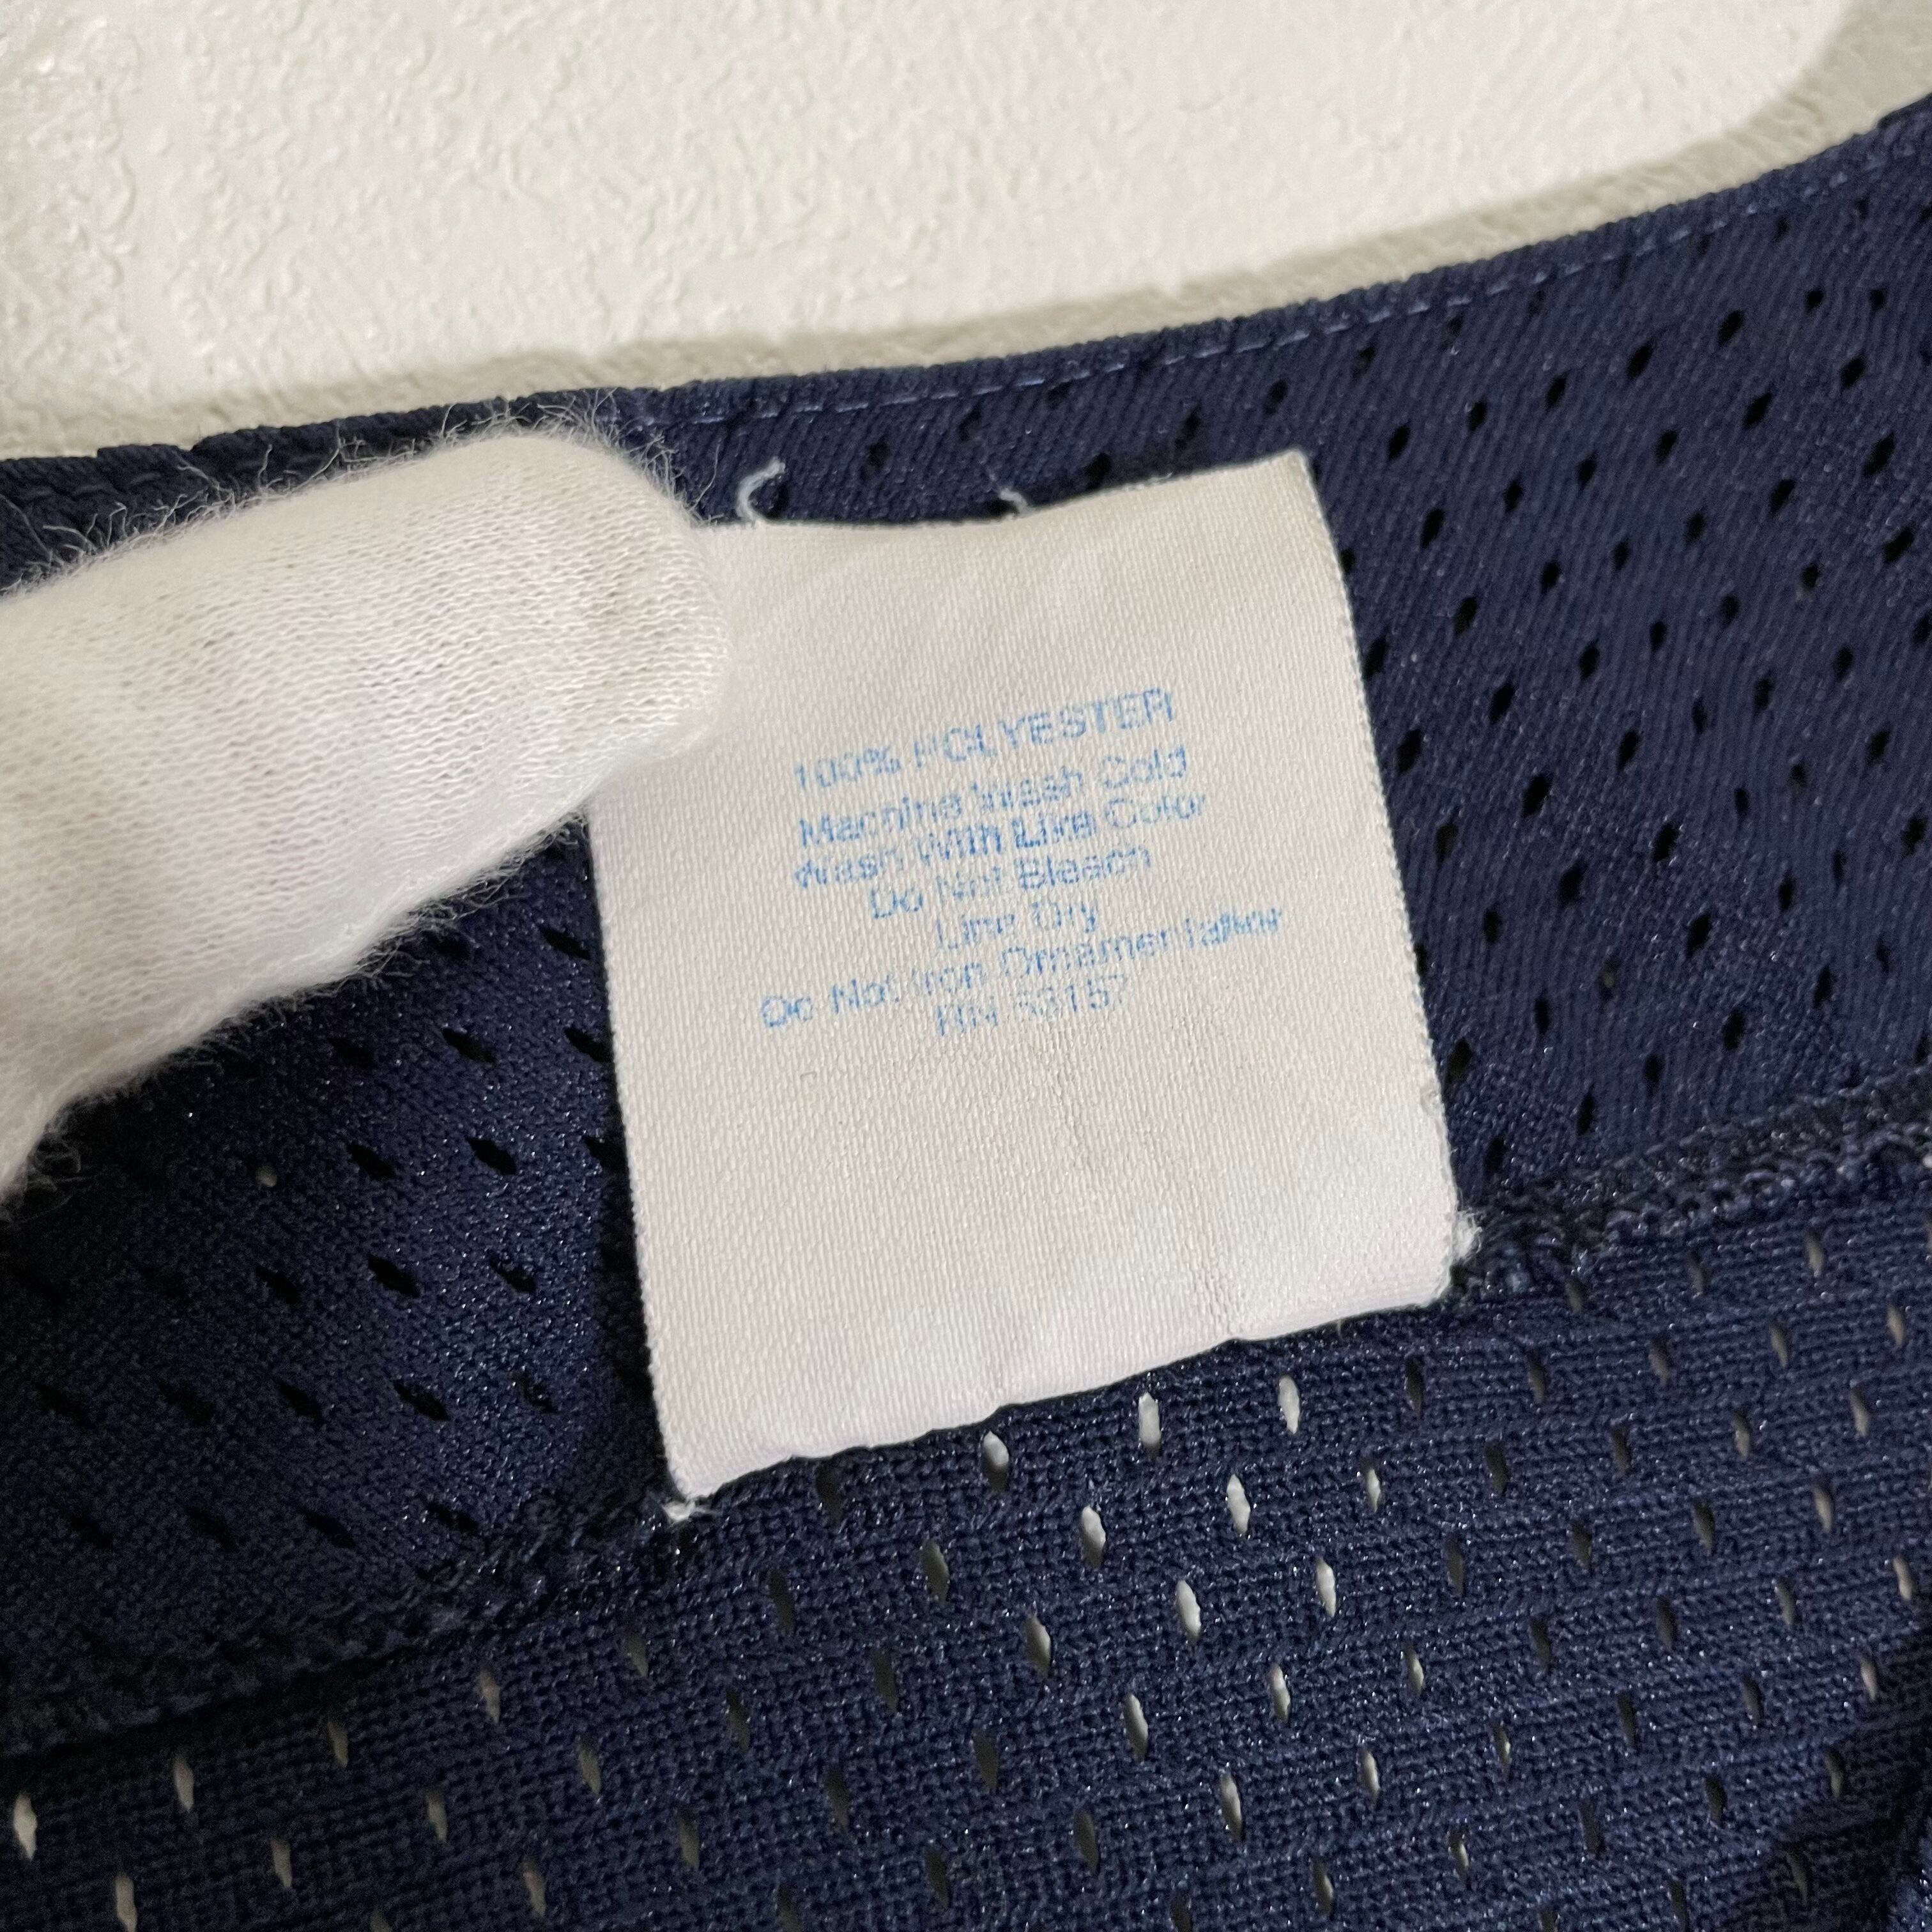 100% POLYESTER
Machine Wash Cold
Wash With Like Color
Do Not Bleach
Line Dry
Do Not Iron Ornamentation
RN 53157